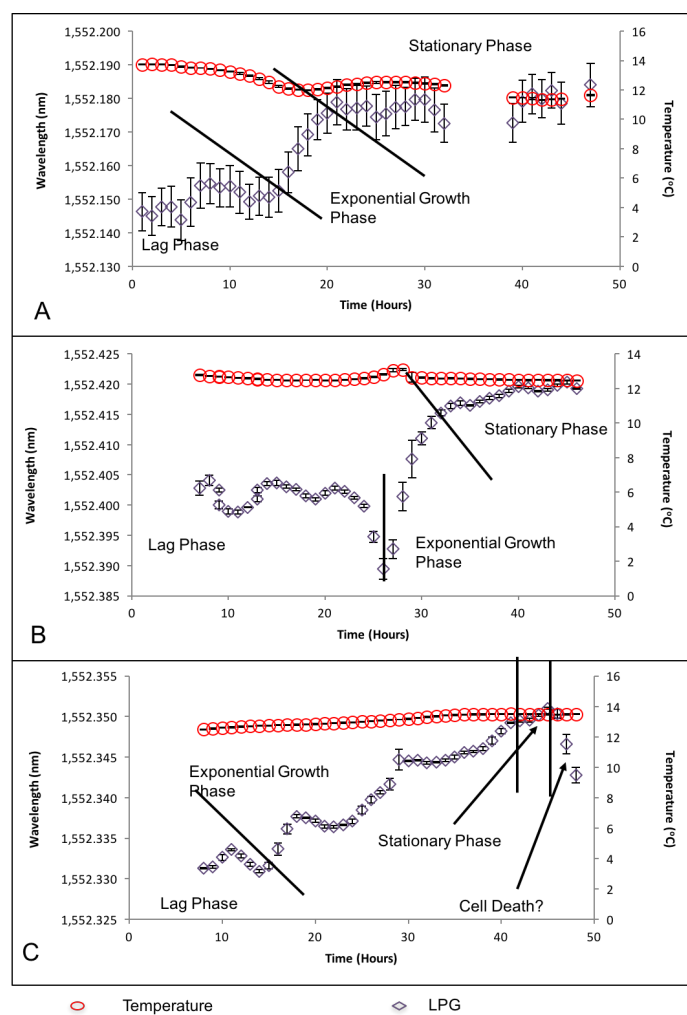 1,552.200
1,552.190
1,552.180
1,552.170
1,552.160
1,552.150
1,552.140
1,552.130
Wavelength (nm)
16
14
12
10
8
6
4
2
0
Temperature (°C)
0 10 20 30 40 50
Time (Hours)
Stationary Phase
Exponential Growth
Phase
Lag Phase
A
1,552.425
1,552.420
1,552.415
1,552.410
1,552.405
1,552.400
1,552.395
1,552.390
1,552.385
Wavelength (nm)
14
12
10
8
6
4
2
0
Temperature (°C)
0 10 20 30 40 50
Time (Hours)
Stationary Phase
Lag Phase
Exponential Growth
Phase
B
1,552.355
1,552.350
1,552.345
1,552.340
1,552.335
1,552.330
1,552.325
Wavelength (nm)
16
14
12
10
8
6
4
2
0
Temperature (°C)
0 10 20 30 40 50
Time (Hours)
Exponential Growth
Phase
Stationary Phase
Lag Phase
Cell Death?
C
Temperature LPG